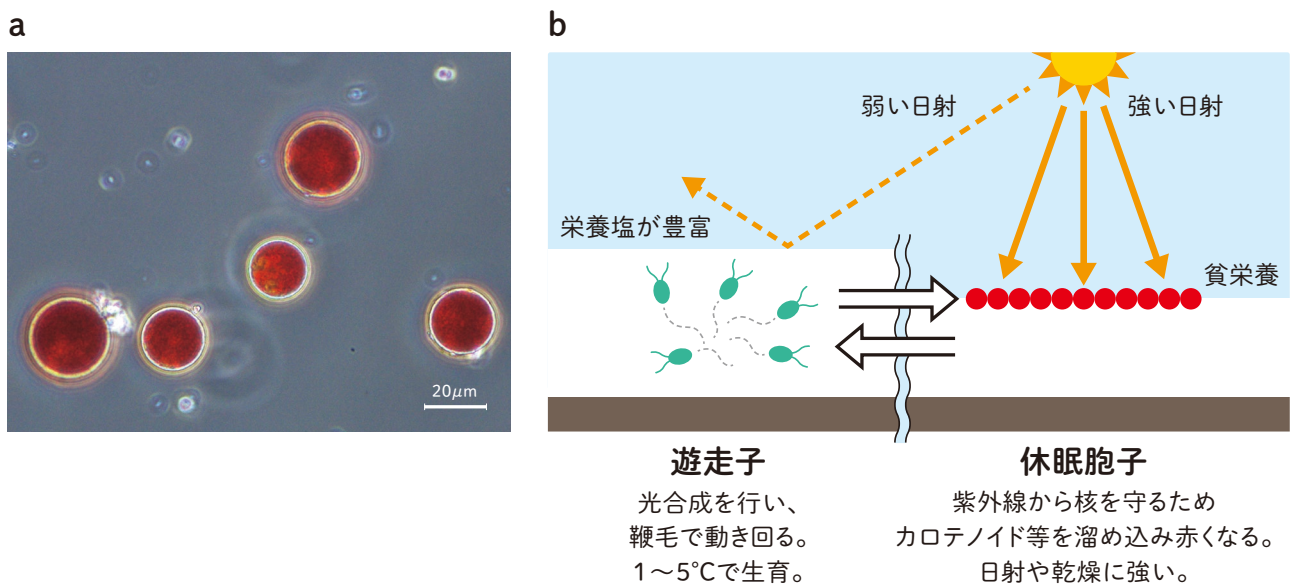 a
20μm
b
弱い日射
強い日射
栄養塩が豊富
貧栄養
遊走子
光合成を行い、
鞭毛で動き回る。
1〜5℃で生育。
休眠胞子
紫外線から核を守るため
カロテノイド等を溜め込み赤くなる。
日射や乾燥に強い。